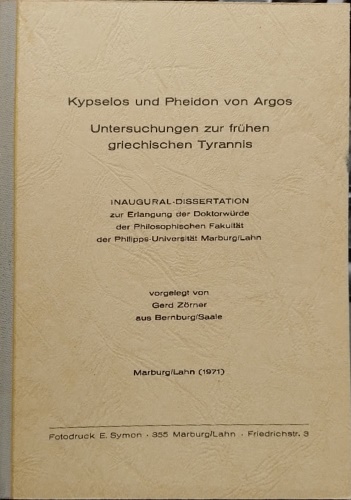 Kypselos und Pheidon von Argos
Untersuchungen zur frühen
griechischen Tyrannis
INAUGURAL-DISSERTATION
zur Erlangung der Doktorwürde
der Philosophischen Fakultät
der Philipps-Universität Marburg/Lahn
vorgelegt von
Gerd Zörner
aus Bernburg/Saale
Marburg/Lahn (1971)
Fotodruck E. Symon · 355 Marburg/Lahn · Friedrichstr. 3